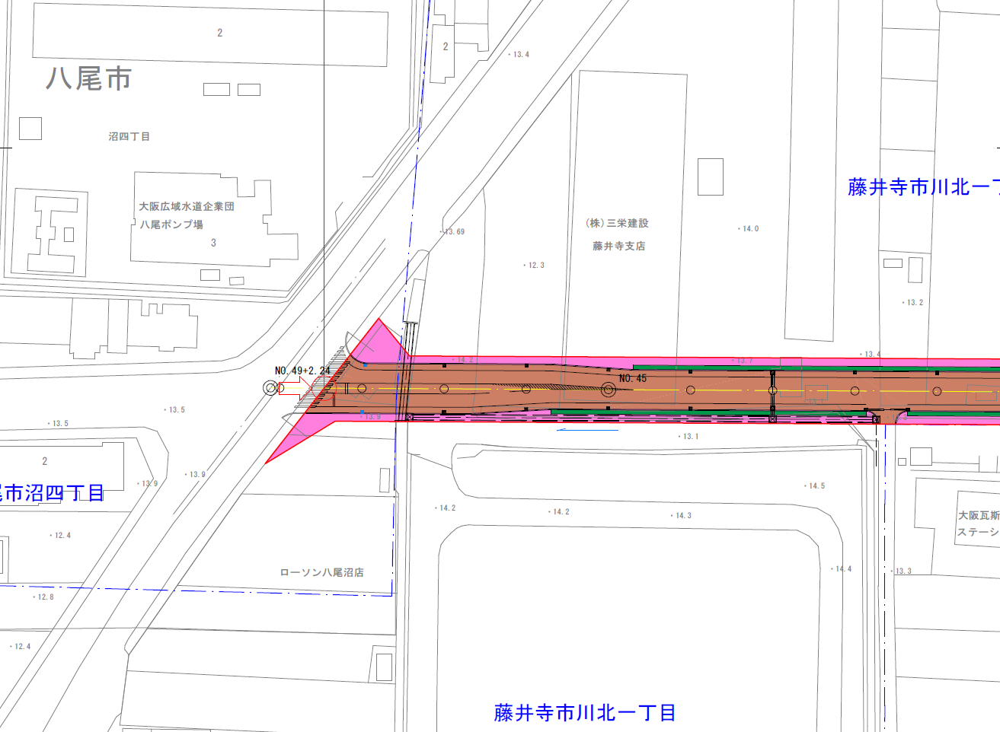 2
2
・13.4
八尾市
沼四丁目
藤井寺市川北一丁
大阪広域水道企業団
八尾ポンプ場
3
(株)三栄建設
藤井寺支店
・14.0
・13.69
・12.3
・13.2
・14.2
・13.7
・13.4
NO.49+2.24
NO.45
・13.1
・13.9
・13.5
・13.5
・13.1
2
・13.9
・13.9
・14.5
尾市沼四丁目
・14.2
・14.2
・14.3
大阪瓦斯
ステーシ
・12.4
ローソン八尾沼店
・14.4
・13.3
・12.8
・12.4
藤井寺市川北一丁目